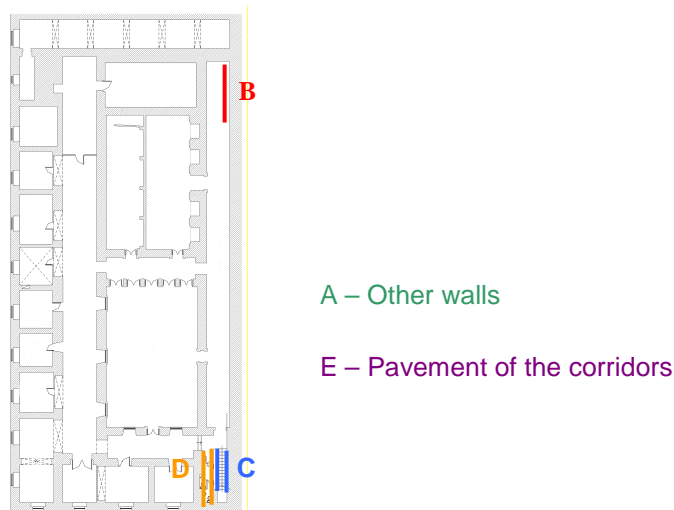 B
A – Other walls
E – Pavement of the corridors
D C